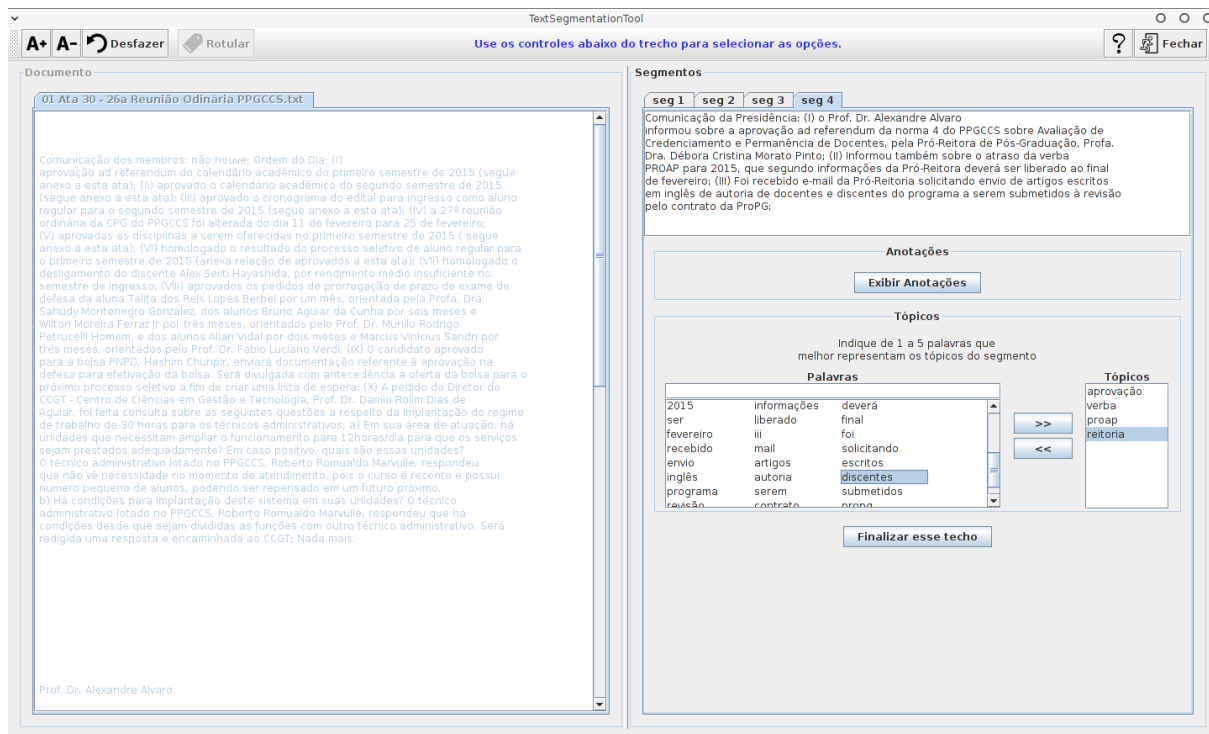 TextSegmentationTool
A+ A- Desfazer Rotular Use os controles abaixo do trecho para selecionar as opções. ? Fechar
Documento
01 Ata 30 - 26a Reunião Odinária PPGCCS.txt
Comunicação dos membros: não houve; Ordem do Dia: (I)
aprovação ad referendum do calendário acadêmico do primeiro semestre de 2015 (segue
anexo a esta ata); (II) aprovado o calendário acadêmico do segundo semestre de 2015
(segue anexo a esta ata); (III) aprovado o cronograma do edital para ingresso como aluno
regular para o segundo semestre de 2015 (segue anexo a esta ata); (IV) a 27ª reunião
ordinária da CPG do PPGCCS foi alterada do dia 11 de fevereiro para 25 de fevereiro;
(V) aprovadas as disciplinas a serem oferecidas no primeiro semestre de 2015 ( segue
anexo a esta ata); (VI) homologado o resultado do processo seletivo de aluno regular para
o primeiro semestre de 2015 (anexa relação de aprovados a esta ata); (VII) homologado o
desligamento do discente Alex Seiiti Hayashida, por rendimento médio insuficiente no
semestre de ingresso; (VIII) aprovados os pedidos de prorrogação de prazo de exame de
defesa da aluna Talita dos Reis Lopes Berbel por um mês, orientada pela Profa. Dra.
Sahudy Montenegro González, dos alunos Bruno Aguiar da Cunha por seis meses e
Wilton Moreira Ferraz Jr por três meses, orientados pelo Prof. Dr. Murillo Rodrigo
Petrucelli Homem, e dos alunos Allan Vidal por dois meses e Marcus Vinicius Sandri por
três meses, orientados pelo Prof. Dr. Fábio Luciano Verdi; (IX) O candidato aprovado
para a bolsa PNPD, Hashim Chunpir, enviará documentação referente à aprovação na
defesa para efetivação da bolsa. Será divulgada com antecedência a oferta da bolsa para o
próximo processo seletivo a fim de criar uma lista de espera; (X) A pedido do Diretor do
CCGT - Centro de Ciências em Gestão e Tecnologia, Prof. Dr. Danilo Rolim Dias de
Aguiar, foi feita consulta sobre as seguintes questões a respeito da implantação do regime
de trabalho de 30 horas para os técnicos administrativos: a) Em sua área de atuação, há
unidades que necessitam ampliar o funcionamento para 12horas/dia para que os serviços
sejam prestados adequadamente? Em caso positivo, quais são essas unidades?
O técnico administrativo lotado no PPGCCS, Roberto Romualdo Marvulle, respondeu
que não vê necessidade no momento de atendimento, pois o curso é recente e possui
numero pequeno de alunos, podendo ser repensado em um futuro próximo.
b) Há condições para implantação deste sistema em suas unidades? O técnico
administrativo lotado no PPGCCS, Roberto Romualdo Marvulle, respondeu que há
condições desde que sejam divididas as funções com outro técnico administrativo. Será
redigida uma resposta e encaminhada ao CCGT; Nada mais,
Prof. Dr. Alexandre Alvaro
Segmentos
seg 1 seg 2 seg 3 seg 4
Comunicação da Presidência: (I) o Prof. Dr. Alexandre Alvaro
informou sobre a aprovação ad referendum da norma 4 do PPGCCS sobre Avaliação de
Credenciamento e Permanência de Docentes, pela Pró-Reitora de Pós-Graduação, Profa.
Dra. Débora Cristina Morato Pinto; (II) Informou também sobre o atraso da verba
PROAP para 2015, que segundo informações da Pró-Reitora deverá ser liberado ao final
de fevereiro; (III) Foi recebido e-mail da Pró-Reitoria solicitando envio de artigos escritos
em inglês de autoria de docentes e discentes do programa a serem submetidos à revisão
pelo contrato da ProPG;
Anotações
Exibir Anotações
Tópicos
Indique de 1 a 5 palavras que
melhor representam os tópicos do segmento
Palavras Tópicos
2015 informações deverá
ser liberado final
fevereiro iii foi
recebido mail solicitando
envio artigos escritos
inglês autoria discentes
programa serem submetidos
revisão contrato propg
>>
<<
aprovação
verba
proap
reitoria
Finalizar esse techo